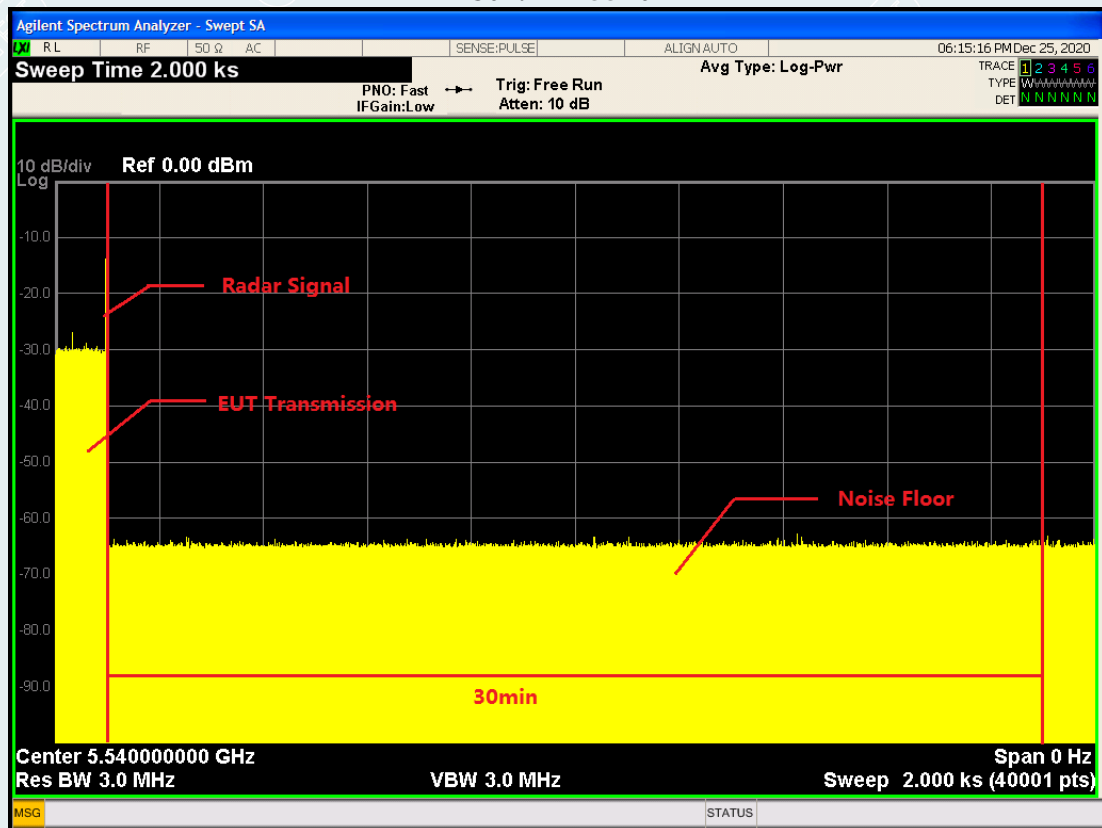 Agilent Spectrum Analyzer - Swept SA
LXI RL RF 50 Ω AC SENSE:PULSE ALIGN AUTO 06:15:16 PM Dec 25, 2020
Sweep Time 2.000 ks Avg Type: Log-Pwr TRACE 1 2 3 4 5 6
PNO: Fast Trig: Free Run TYPE WWWWWW
IFGain:Low Atten: 10 dB DET N N N N N N
10 dB/div Ref 0.00 dBm
Log
-10.0
Radar Signal
-20.0
-30.0
EUT Transmission
-40.0
-50.0
Noise Floor
-60.0
-70.0
-80.0
-90.0
30min
Center 5.540000000 GHz Span 0 Hz
Res BW 3.0 MHz VBW 3.0 MHz Sweep 2.000 ks (40001 pts)
MSG STATUS